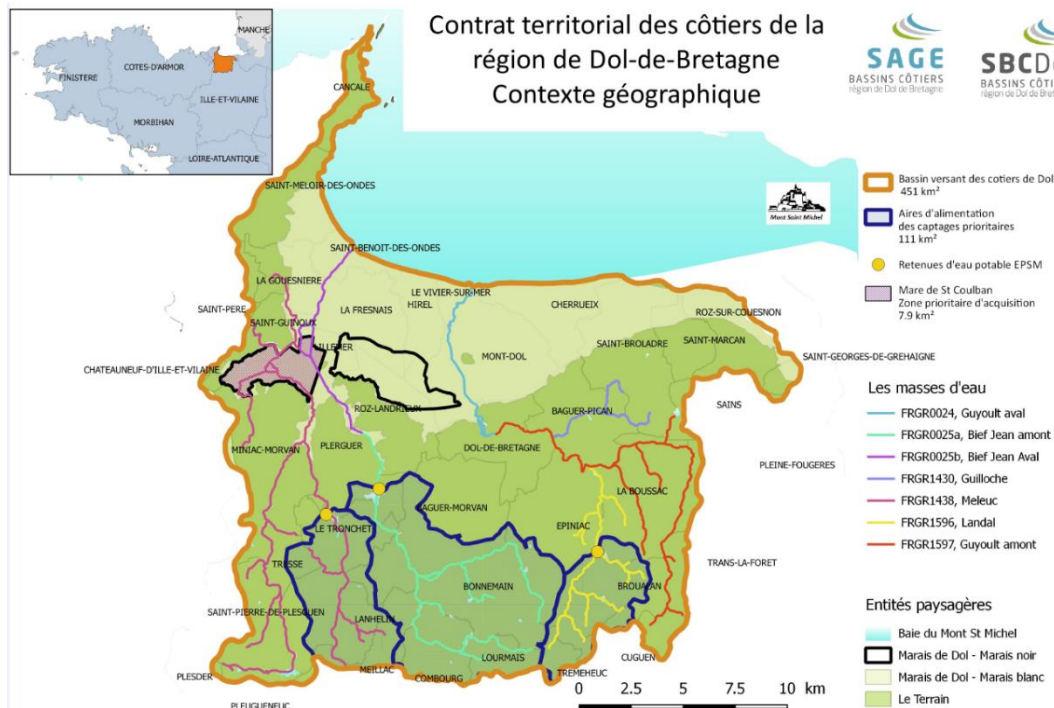 Contrat territorial des côtiers de la
région de Dol-de-Bretagne
Contexte géographique
MANCHE
FINISTERE
COTES-D'ARMOR
ILLE-ET-VILAINE
MORBIHAN
LOIRE-ATLANTIQUE
SAGE
BASSINS CÔTIERS
région de Dol de Bretagne
SBCDo
BASSINS CÔTI
région de Dol de Bret
CANCALE
SAINT-MELOIR-DES-ONDES
SAINT-BENOIT-DES-ONDES
Mont Saint Michel
LA GOUESNIERE
LE VIVIER-SUR-MER
HIREL
CHERRUEIX
SAINT-PERE
LA FRESNAIS
ROZ-SUR-COUESNON
SAINT-GUINOUX
LILLEMER
SAINT-BROLADRE
SAINT-MARCAN
MONT-DOL
SAINT-GEORGES-DE-GREHAIGNE
CHATEAUNEUF-D'ILLE-ET-VILAINE
ROZ-LANDRIEUX
BAGUER-PICAN
SAINS
MINIAC-MORVAN
PLERGUER
DOL-DE-BRETAGNE
PLEINE-FOUGERES
LA BOUSSAC
BAGUER-MORVAN
LE TRONCHET
EPINIAC
TRESSE
TRANS-LA-FORET
BONNEMAIN
BROUALAN
SAINT-PIERRE-DE-PLESGUEN
LANHELIN
LOURMAIS
CUGUEN
PLESDER
MEILLAC
COMBOURG
TREMEHEUC
PLEUGUENEUC
0 2.5 5 7.5 10 km
Bassin versant des cotiers de Dol
451 km²
Aires d'alimentation
des captages prioritaires
111 km²
Retenues d'eau potable EPSM
Mare de St Coulban
Zone prioritaire d'acquisition
7.9 km²
Les masses d'eau
FRGR0024, Guyoult aval
FRGR0025a, Bief Jean amont
FRGR0025b, Bief Jean Aval
FRGR1430, Guilloche
FRGR1438, Meleuc
FRGR1596, Landal
FRGR1597, Guyoult amont
Entités paysagères
Baie du Mont St Michel
Marais de Dol - Marais noir
Marais de Dol - Marais blanc
Le Terrain